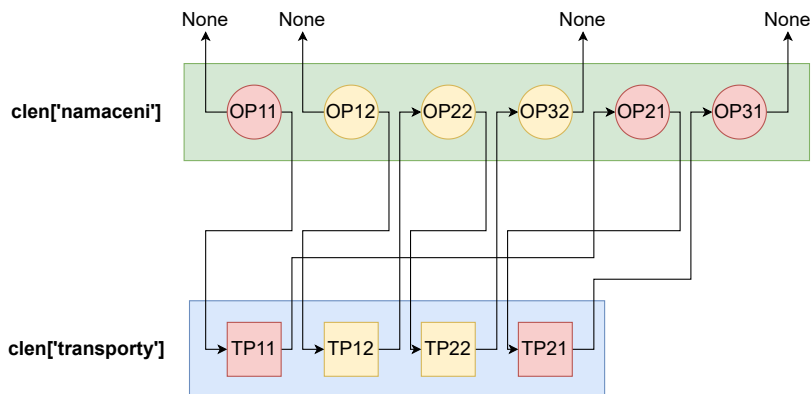 None None None None
clen['namaceni'] OP11 OP12 OP22 OP32 OP21 OP31
clen['transporty'] TP11 TP12 TP22 TP21